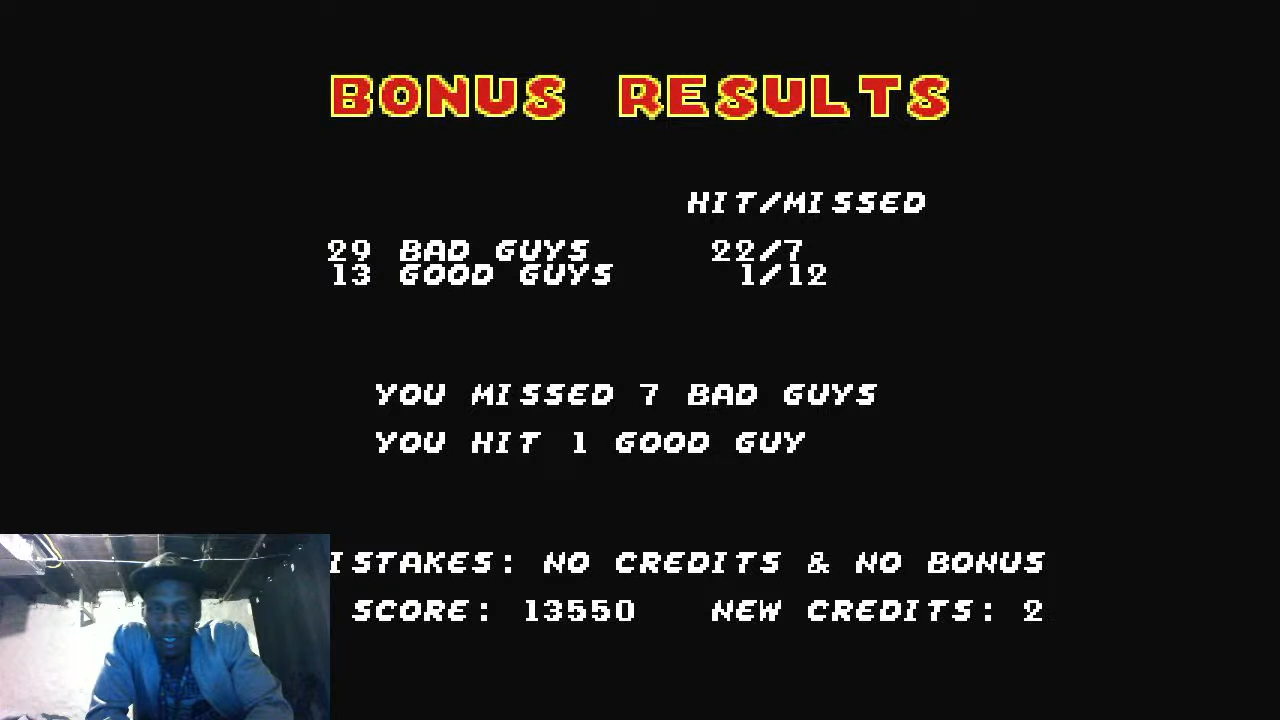 BONUS RESULTS
HIT/MISSED
29 BAD GUYS 22/7
13 GOOD GUYS 1/12
YOU MISSED 7 BAD GUYS
YOU HIT 1 GOOD GUY
ISTAKES: NO CREDITS & NO BONUS
SCORE: 13550 NEW CREDITS: 2